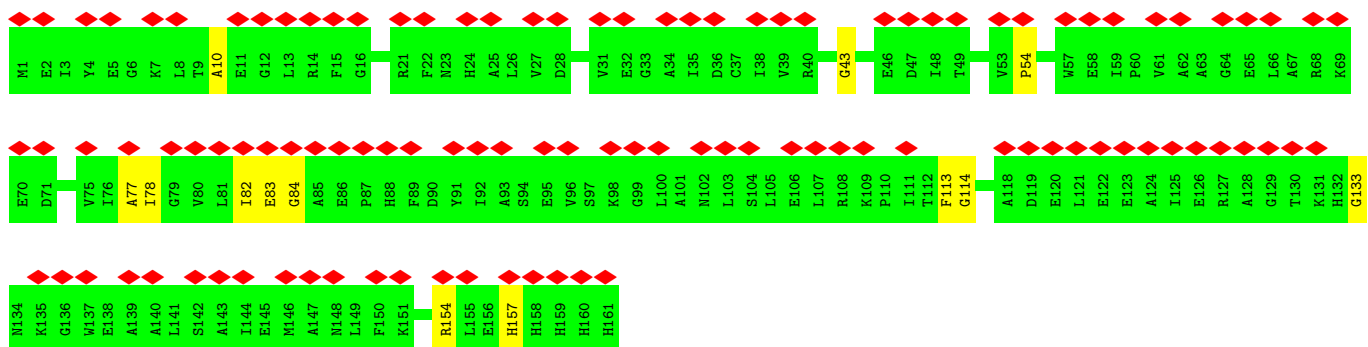 M1 E2 I3 Y4 E5 G6 K7 L8 T9 A10 E11 G12 L13 R14 F15 G16 R21 F22 N23 H24 A25 L26 V27 D28 V31 E32 G33 A34 I35 D36 C37 I38 V39 R40 G43 E46 D47 I48 T49 V53 P54 W57 E58 I59 P60 V61 A62 A63 G64 E65 L66 A67 R68 K69
E70 D71 V75 I76 A77 I78 G79 V80 L81 I82 E83 G84 A85 E86 P87 H88 F89 D90 Y91 I92 A93 S94 E95 V96 S97 K98 G99 L100 A101 N102 L103 S104 L105 E106 L107 R108 K109 P110 I111 T112 F113 G114 A118 D119 E120 L121 E122 E123 A124 I125 E126 R127 A128 G129 T130 K131 H132 G133
N134 K135 G136 W137 E138 A139 A140 L141 S142 A143 I144 E145 M146 A147 N148 L149 F150 K151 R154 L155 E156 H157 H158 H159 H160 H161